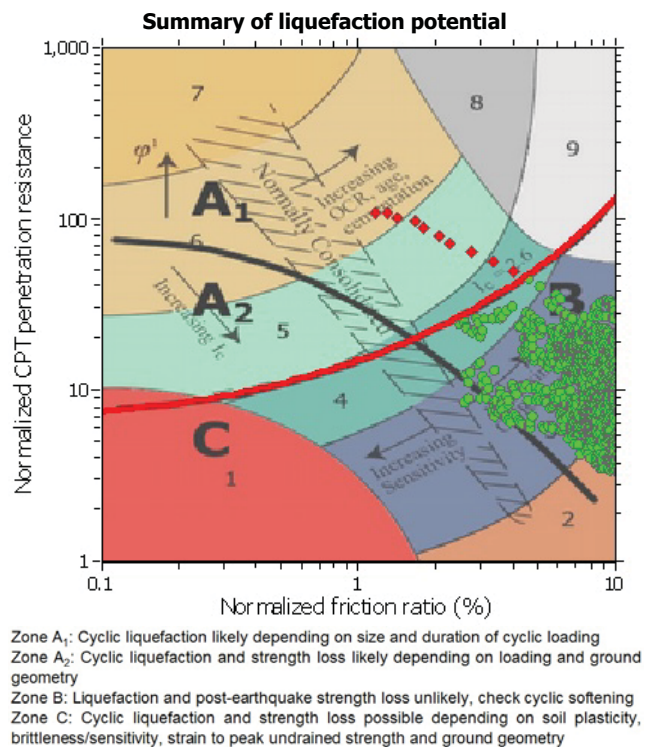 Summary of liquefaction potential
1,000
100
10
1
0.1
1
10
Normalized CPT penetration resistance
Normalized friction ratio (%)
7
8
9
φ'
A1
6
Increasing
OCR, age,
cementation
Normally Consolidated
A2
Increasing Ic
5
Ic = 2.6
B
4
C
1
Increasing
Sensitivity
2
Zone A1: Cyclic liquefaction likely depending on size and duration of cyclic loading
Zone A2: Cyclic liquefaction and strength loss likely depending on loading and ground
geometry
Zone B: Liquefaction and post-earthquake strength loss unlikely, check cyclic softening
Zone C: Cyclic liquefaction and strength loss possible depending on soil plasticity,
brittleness/sensitivity, strain to peak undrained strength and ground geometry